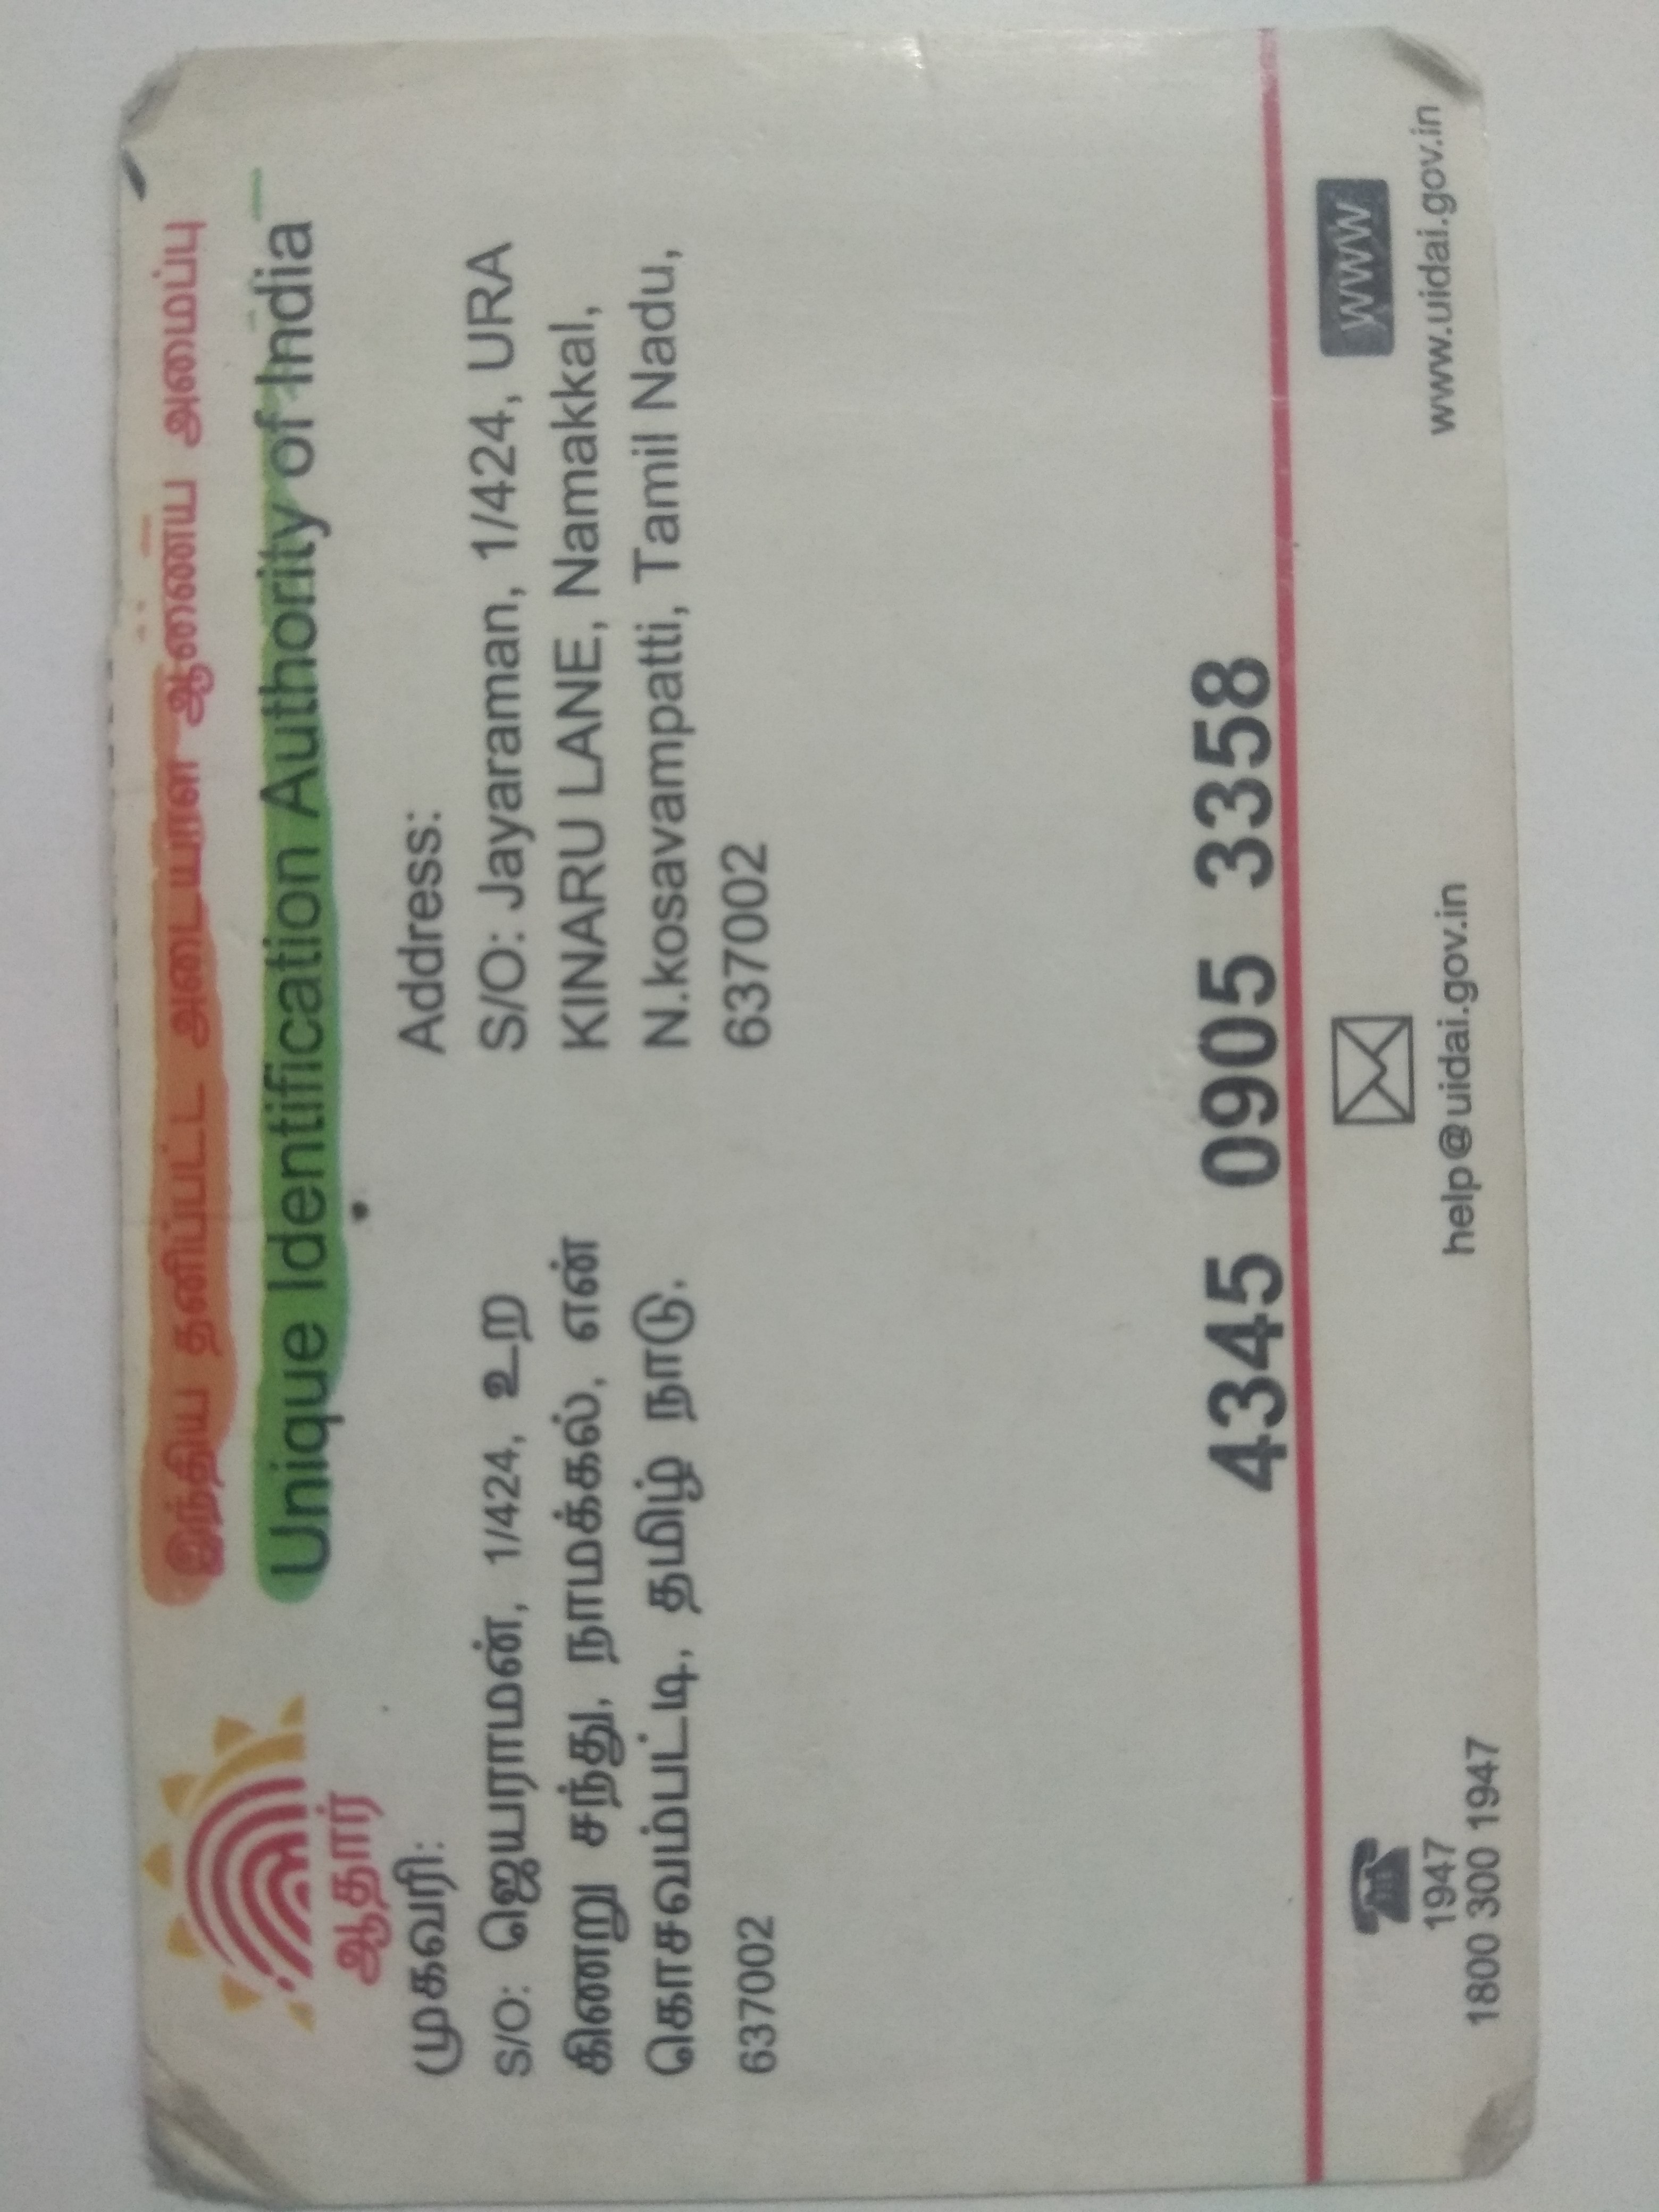 இந்திய தனிப்பட்ட அடையாள ஆணைய அமைப்பு
Unique Identification Authority of India
ஆதார்
முகவரி:
S/O: ஜெயராமன், 1/424, உற
கிணறு சந்து, நாமக்கல், என்
கொசவம்பட்டி, தமிழ் நாடு,
637002
Address:
S/O: Jayaraman, 1/424, URA
KINARU LANE, Namakkal,
N.kosavampatti, Tamil Nadu,
637002
4345 0905 3358
1947
1800 300 1947
help@uidai.gov.in
WWW
www.uidai.gov.in